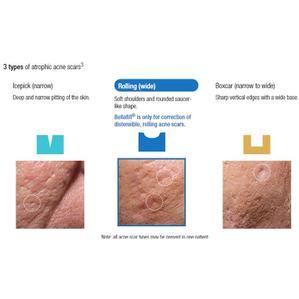 3 types of atrophic acne scars3
Icepick (narrow)
Deep and narrow pitting of the skin.
Rolling (wide)
Soft shoulders and rounded saucer-
like shape.
Bellafill® is only for correction of
distensible, rolling acne scars.
Boxcar (narrow to wide)
Sharp vertical edges with a wide base.
Note: all acne scar types may be present in one patient